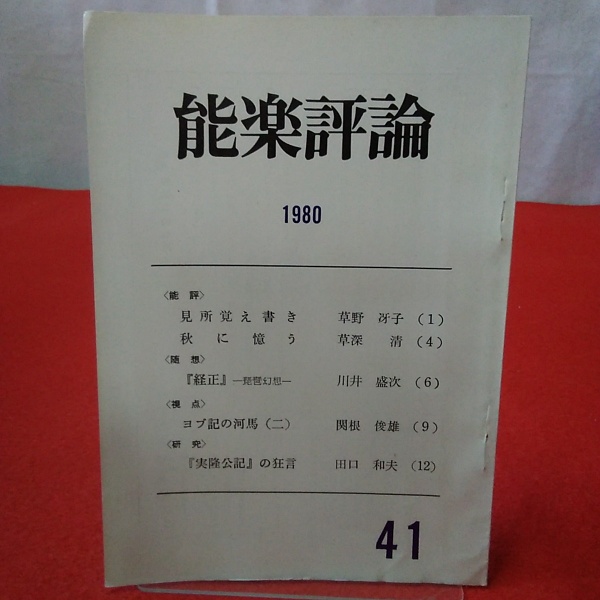 能楽評論
1980
〈能評〉
見所覚え書き 草野 冴子 (1)
秋に憶う 草深 清 (4)
〈随想〉
『経正』―琵琶幻想― 川井 盛次 (6)
〈視点〉
ヨブ記の河馬(二) 関根 俊雄 (9)
〈研究〉
『実隆公記』の狂言 田口 和夫 (12)
41